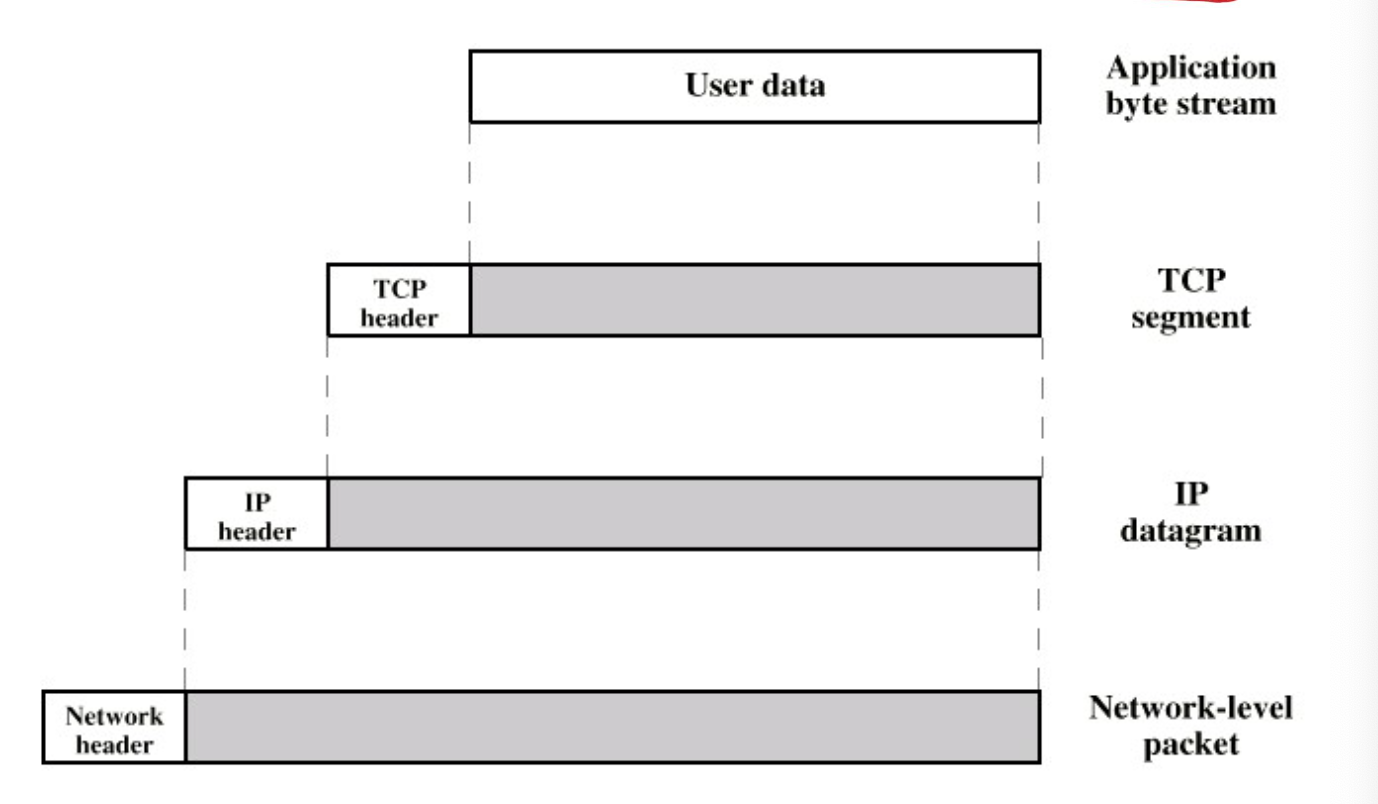 User data
Application
byte stream
TCP
header
TCP
segment
IP
header
IP
datagram
Network
header
Network-level
packet